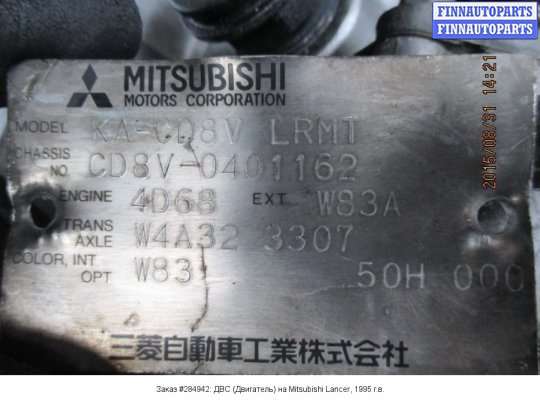 FINNAUTOPARTS
FINNAUTOPARTS
2015/08/31 14:21
MITSUBISHI
MOTORS CORPORATION
MODEL KA-CD8V LRMT
CHASSIS NO. CD8V-0401162
ENGINE 4D68 EXT W83A
TRANS AXLE W4A32 3307
COLOR, INT OPT W83 50H 000
三菱自動車工業株式会社
Заказ #284942: ДВС (Двигатель) на Mitsubishi Lancer, 1995 г.в.